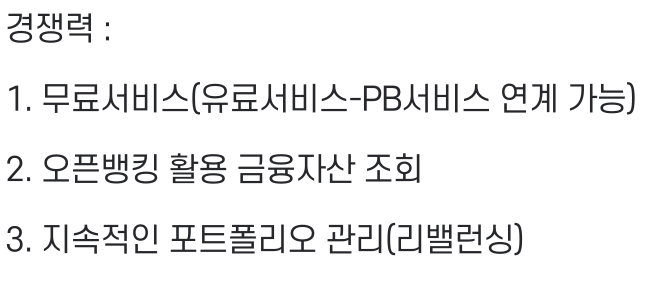 경쟁력 :
1. 무료서비스(유료서비스-PB서비스 연계 가능)
2. 오픈뱅킹 활용 금융자산 조회
3. 지속적인 포트폴리오 관리(리밸런싱)